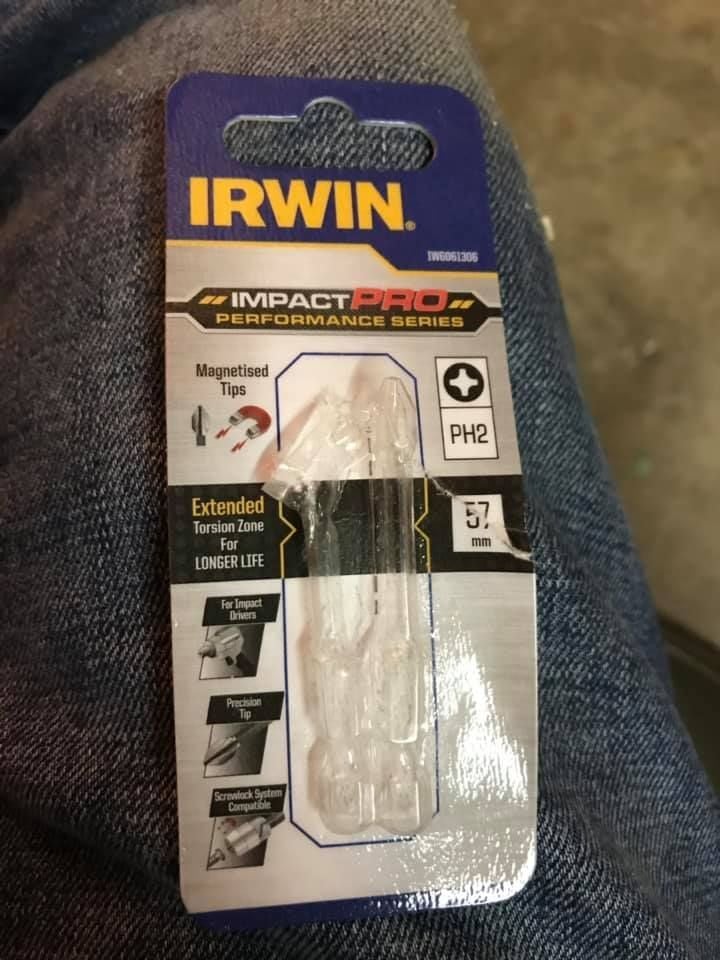 IRWIN®
IW6061306
IMPACT PRO
PERFORMANCE SERIES
Magnetised
Tips
PH2
Extended
Torsion Zone
For
LONGER LIFE
57
mm
For Impact
Drivers
Precision
Tip
Screwlock System
Compatible